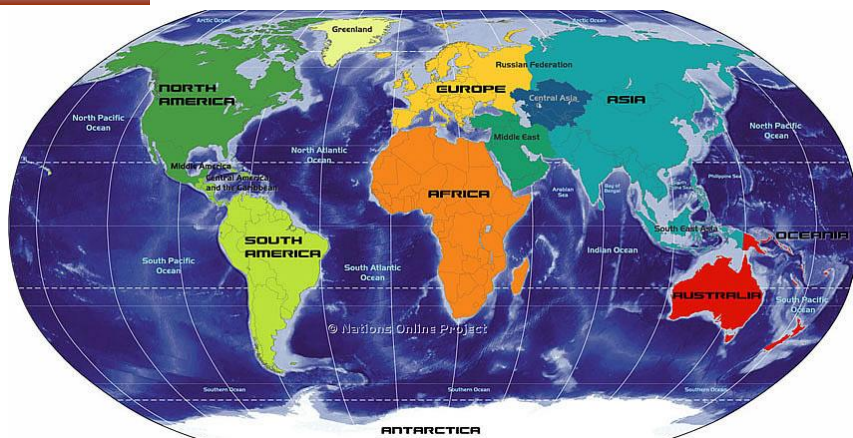 Arctic Ocean
Arctic Ocean
Greenland
Russian Federation
NORTH
AMERICA
EUROPE
Central Asia
ASIA
North Pacific
Ocean
North Pacific
Ocean
Middle East
North Atlantic
Ocean
Middle America
Central America
and the Caribbean
Arabian
Sea
Bay of
Bengal
Philippine Sea
AFRICA
South East Asia
OCEANIA
SOUTH
AMERICA
Indian Ocean
South Pacific
Ocean
South Atlantic
Ocean
AUSTRALIA
South Pacific
Ocean
© Nations Online Project
Southern Ocean
Southern Ocean
Southern Ocean
ANTARCTICA